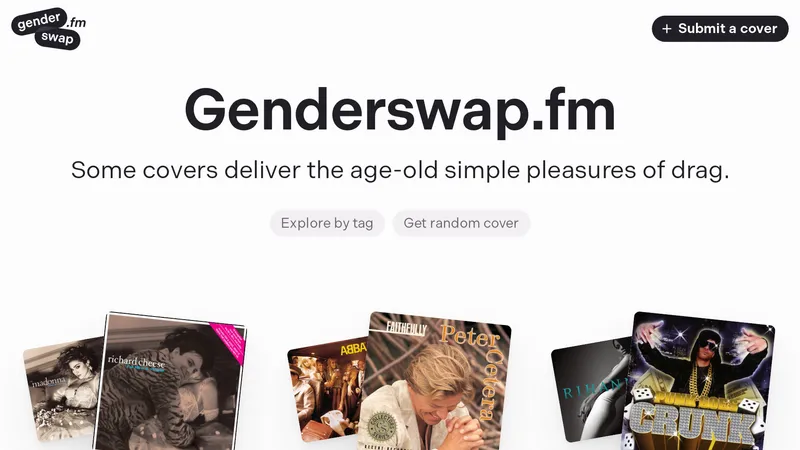 gender
.fm
swap
+ Submit a cover
Genderswap.fm
Some covers deliver the age-old simple pleasures of drag.
Explore by tag
Get random cover
madonna
richard cheese
ABBA
FAITHFULLY
Peter
Cetera
CRUNK